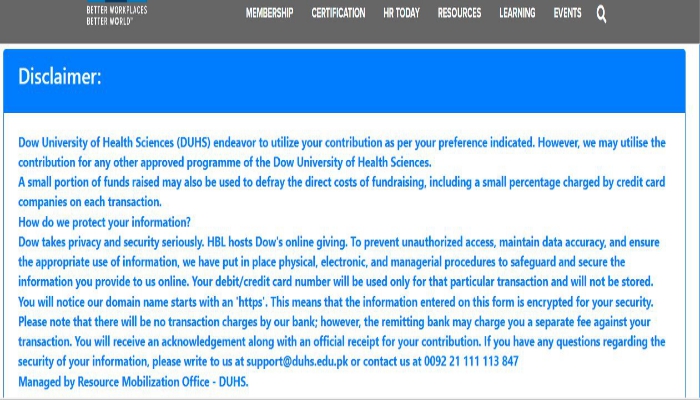 BETTER WORKPLACES
BETTER WORLD™
MEMBERSHIP CERTIFICATION HR TODAY RESOURCES LEARNING EVENTS
Disclaimer:
Dow University of Health Sciences (DUHS) endeavor to utilize your contribution as per your preference indicated. However, we may utilise the
contribution for any other approved programme of the Dow University of Health Sciences.
A small portion of funds raised may also be used to defray the direct costs of fundraising, including a small percentage charged by credit card
companies on each transaction.
How do we protect your information?
Dow takes privacy and security seriously. HBL hosts Dow's online giving. To prevent unauthorized access, maintain data accuracy, and ensure
the appropriate use of information, we have put in place physical, electronic, and managerial procedures to safeguard and secure the
information you provide to us online. Your debit/credit card number will be used only for that particular transaction and will not be stored.
You will notice our domain name starts with an 'https'. This means that the information entered on this form is encrypted for your security.
Please note that there will be no transaction charges by our bank; however, the remitting bank may charge you a separate fee against your
transaction. You will receive an acknowledgement along with an official receipt for your contribution. If you have any questions regarding the
security of your information, please write to us at support@duhs.edu.pk or contact us at 0092 21 111 113 847
Managed by Resource Mobilization Office - DUHS.